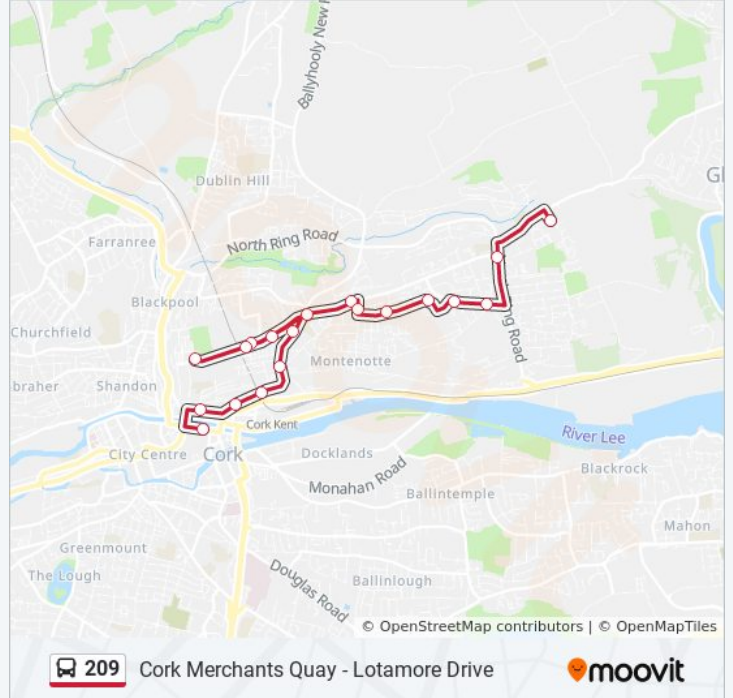 Ballyhooly New R
Dublin Hill
Gl
Farranree
North Ring Road
Blackpool
Churchfield
ng Road
Montenotte
braher
Shandon
Cork Kent
River Lee
City Centre
Cork
Docklands
Blackrock
Monahan Road
Ballintemple
Mahon
Greenmount
The Lough
Douglas Road
Ballinlough
© OpenStreetMap contributors | © OpenMapTiles
209 Cork Merchants Quay - Lotamore Drive
moovit